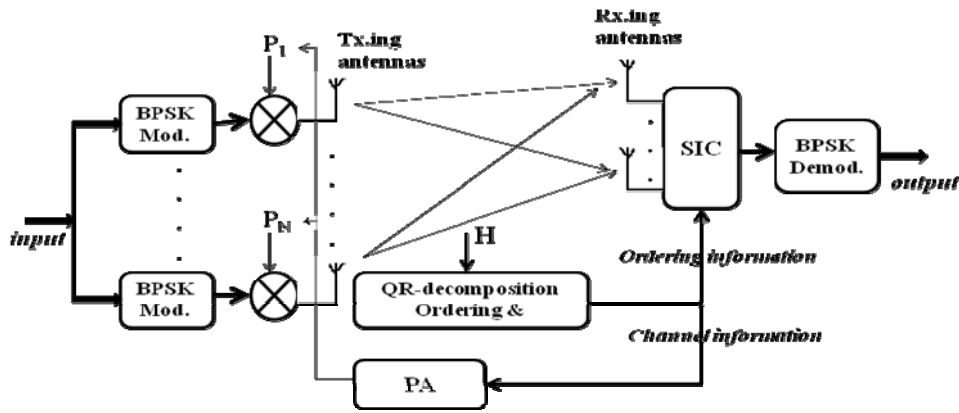 Rx.ing
antennas
Tx.ing
antennas
P1
BPSK
Mod.
SIC
BPSK
Demod.
output
input
PN
H
Ordering information
BPSK
Mod.
QR-decomposition
Ordering &
Channel information
PA